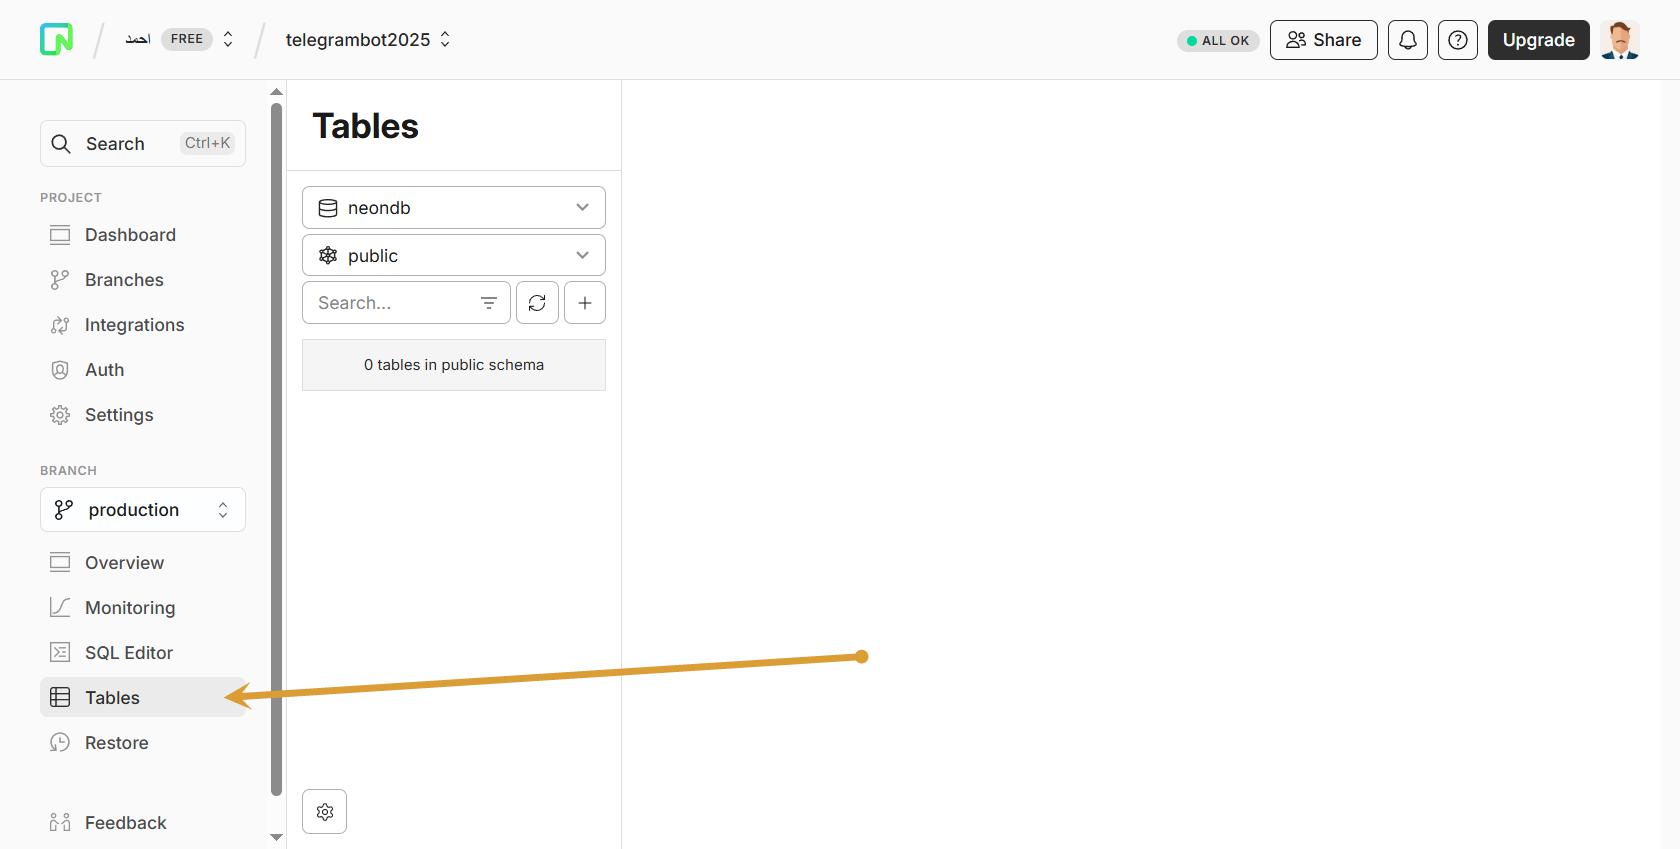 احمد FREE telegrambot2025 ALL OK Share Upgrade
Search Ctrl+K
PROJECT
Dashboard
Branches
Integrations
Auth
Settings
BRANCH
production
Overview
Monitoring
SQL Editor
Tables
Restore
Feedback
Tables
neondb
public
Search...
0 tables in public schema